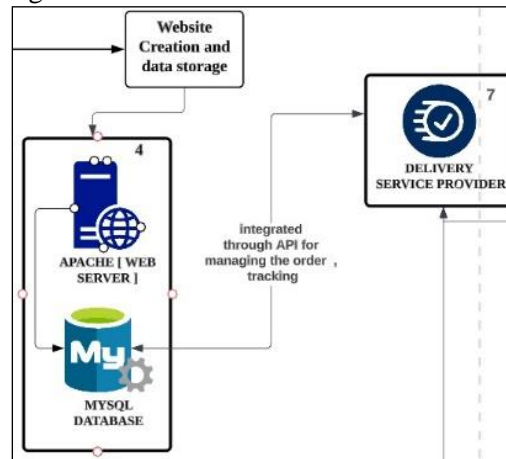 Website
Creation and
data storage
4
APACHE [ WEB
SERVER ]
My
MYSQL
DATABASE
integrated
through API for
managing the order ,
tracking
7
DELIVERY
SERVICE PROVIDER